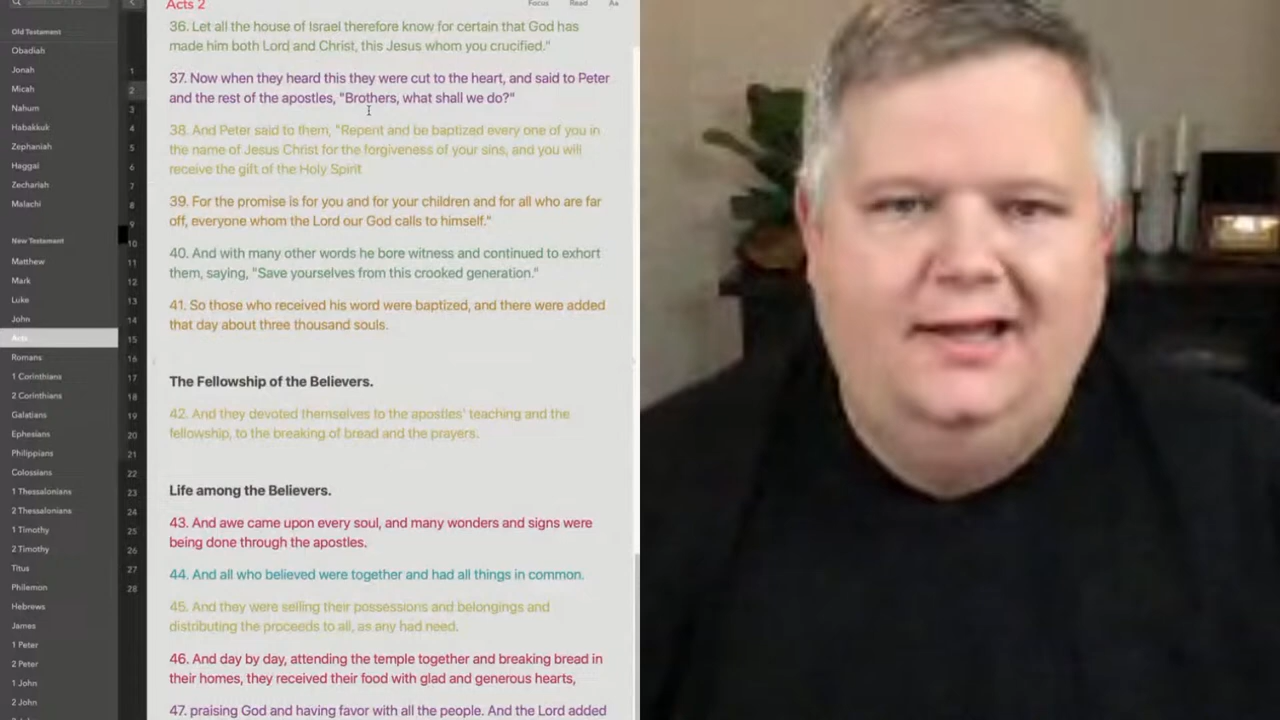 Acts 2
Focus
Read
Aa
Old Testament
Obadiah
Jonah
Micah
Nahum
Habakkuk
Zephaniah
Haggai
Zechariah
Malachi
New Testament
Matthew
Mark
Luke
John
Acts
Romans
1 Corinthians
2 Corinthians
Galatians
Ephesians
Philippians
Colossians
1 Thessalonians
2 Thessalonians
1 Timothy
2 Timothy
Titus
Philemon
Hebrews
James
1 Peter
2 Peter
1 John
2 John
1
2
3
4
5
6
7
8
9
10
11
12
13
14
15
16
17
18
19
20
21
22
23
24
25
26
27
28
36. Let all the house of Israel therefore know for certain that God has
made him both Lord and Christ, this Jesus whom you crucified."
37. Now when they heard this they were cut to the heart, and said to Peter
and the rest of the apostles, "Brothers, what shall we do?"
38. And Peter said to them, "Repent and be baptized every one of you in
the name of Jesus Christ for the forgiveness of your sins, and you will
receive the gift of the Holy Spirit
39. For the promise is for you and for your children and for all who are far
off, everyone whom the Lord our God calls to himself."
40. And with many other words he bore witness and continued to exhort
them, saying, "Save yourselves from this crooked generation."
41. So those who received his word were baptized, and there were added
that day about three thousand souls.
The Fellowship of the Believers.
42. And they devoted themselves to the apostles' teaching and the
fellowship, to the breaking of bread and the prayers.
Life among the Believers.
43. And awe came upon every soul, and many wonders and signs were
being done through the apostles.
44. And all who believed were together and had all things in common.
45. And they were selling their possessions and belongings and
distributing the proceeds to all, as any had need.
46. And day by day, attending the temple together and breaking bread in
their homes, they received their food with glad and generous hearts,
47. praising God and having favor with all the people. And the Lord added